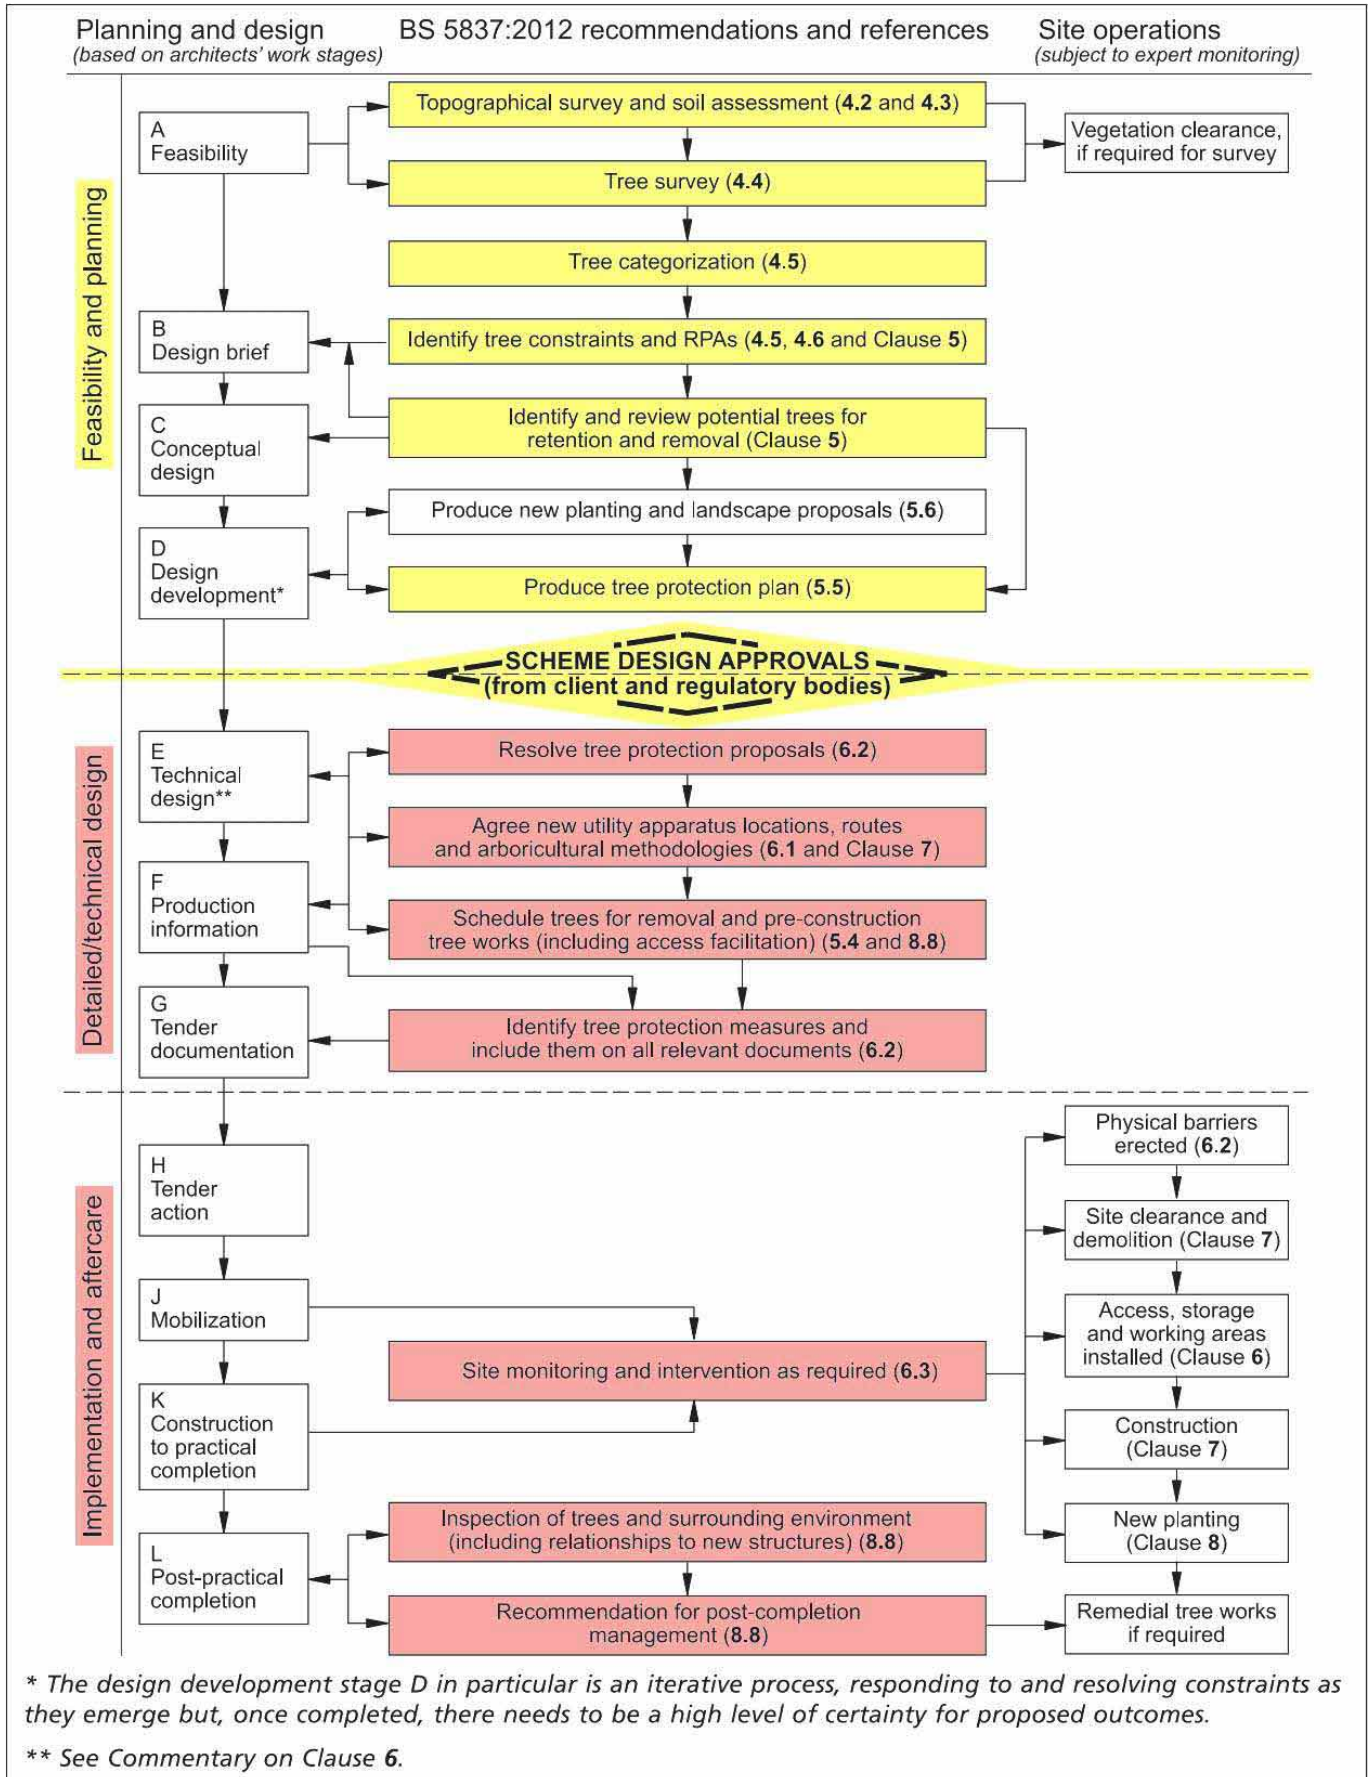 Planning and design
(based on architects' work stages)
BS 5837:2012 recommendations and references
Site operations
(subject to expert monitoring)
Feasibility and planning
A
Feasibility
Topographical survey and soil assessment (4.2 and 4.3)
Vegetation clearance,
if required for survey
Tree survey (4.4)
Tree categorization (4.5)
B
Design brief
Identify tree constraints and RPAs (4.5, 4.6 and Clause 5)
C
Conceptual
design
Identify and review potential trees for
retention and removal (Clause 5)
Produce new planting and landscape proposals (5.6)
D
Design
development*
Produce tree protection plan (5.5)
SCHEME DESIGN APPROVALS
(from client and regulatory bodies)
Detailed/technical design
E
Technical
design**
Resolve tree protection proposals (6.2)
Agree new utility apparatus locations, routes
and arboricultural methodologies (6.1 and Clause 7)
F
Production
information
Schedule trees for removal and pre-construction
tree works (including access facilitation) (5.4 and 8.8)
G
Tender
documentation
Identify tree protection measures and
include them on all relevant documents (6.2)
Implementation and aftercare
H
Tender
action
Physical barriers
erected (6.2)
Site clearance and
demolition (Clause 7)
J
Mobilization
Access, storage
and working areas
installed (Clause 6)
Site monitoring and intervention as required (6.3)
K
Construction
to practical
completion
Construction
(Clause 7)
New planting
(Clause 8)
L
Post-practical
completion
Inspection of trees and surrounding environment
(including relationships to new structures) (8.8)
Recommendation for post-completion
management (8.8)
Remedial tree works
if required
* The design development stage D in particular is an iterative process, responding to and resolving constraints as
they emerge but, once completed, there needs to be a high level of certainty for proposed outcomes.
** See Commentary on Clause 6.